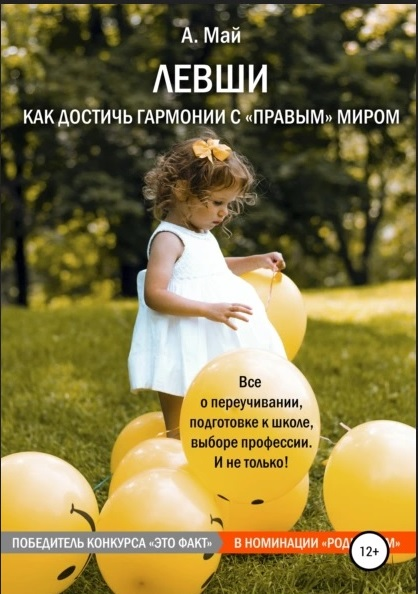 А. Май
ЛЕВШИ
КАК ДОСТИЧЬ ГАРМОНИИ С «ПРАВЫМ» МИРОМ
Все
о переучивании,
подготовке к школе,
выборе профессии.
И не только!
ПОБЕДИТЕЛЬ КОНКУРСА «ЭТО ФАКТ»
В НОМИНАЦИИ
12+